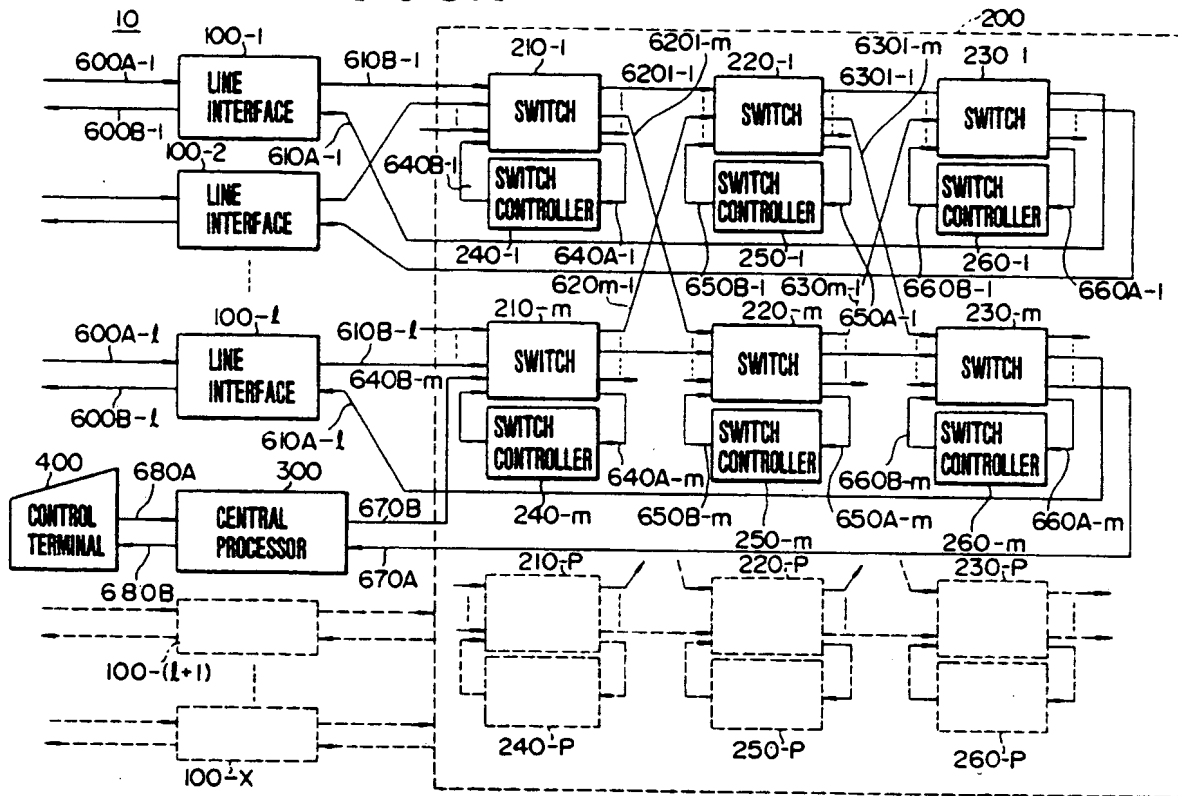 10
200
100-1
600A-1
LINE
INTERFACE
600B-1
610B-1
610A-1
210-1
SWITCH
6201-m
6201-1
220-1
SWITCH
6301-m
6301-1
230-1
SWITCH
100-2
LINE
INTERFACE
640B-1
SWITCH
CONTROLLER
240-1
640A-1
SWITCH
CONTROLLER
250-1
650B-1
SWITCH
CONTROLLER
260-1
660B-1
660A-1
620m-1
630m-1
650A-1
100-l
600A-l
LINE
INTERFACE
600B-l
610B-l
640B-m
610A-l
210-m
SWITCH
220-m
SWITCH
230-m
SWITCH
SWITCH
CONTROLLER
240-m
640A-m
650B-m
SWITCH
CONTROLLER
250-m
650A-m
660B-m
SWITCH
CONTROLLER
260-m
660A-m
400
CONTROL
TERMINAL
680A
680B
300
CENTRAL
PROCESSOR
670B
670A
210-P
220-P
230-P
100-(l+1)
100-X
240-P
250-P
260-P